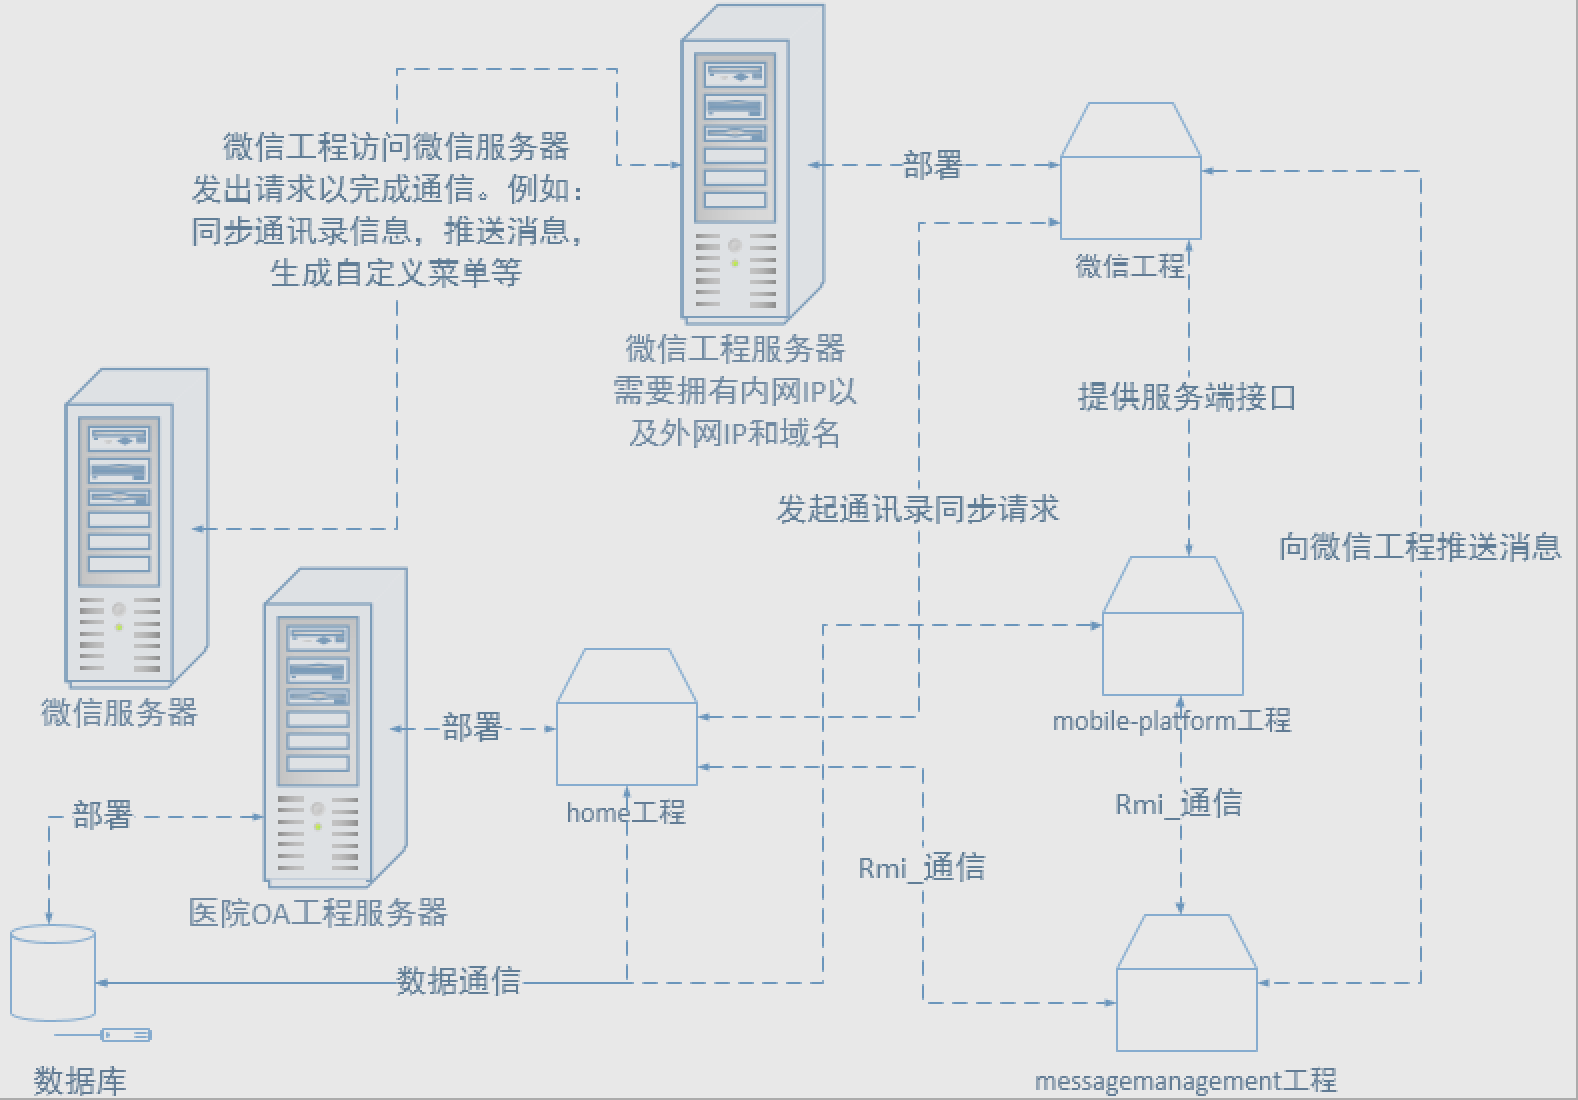 微信工程访问微信服务器
发出请求以完成通信。例如：
同步通讯录信息，推送消息，
生成自定义菜单等
部署
微信工程
微信工程服务器
需要拥有内网IP以
及外网IP和域名
提供服务端接口
发起通讯录同步请求
向微信工程推送消息
微信服务器
部署
mobile-platform工程
home工程
Rmi_通信
部署
Rmi_通信
医院OA工程服务器
数据通信
数据库
messagemanagement工程